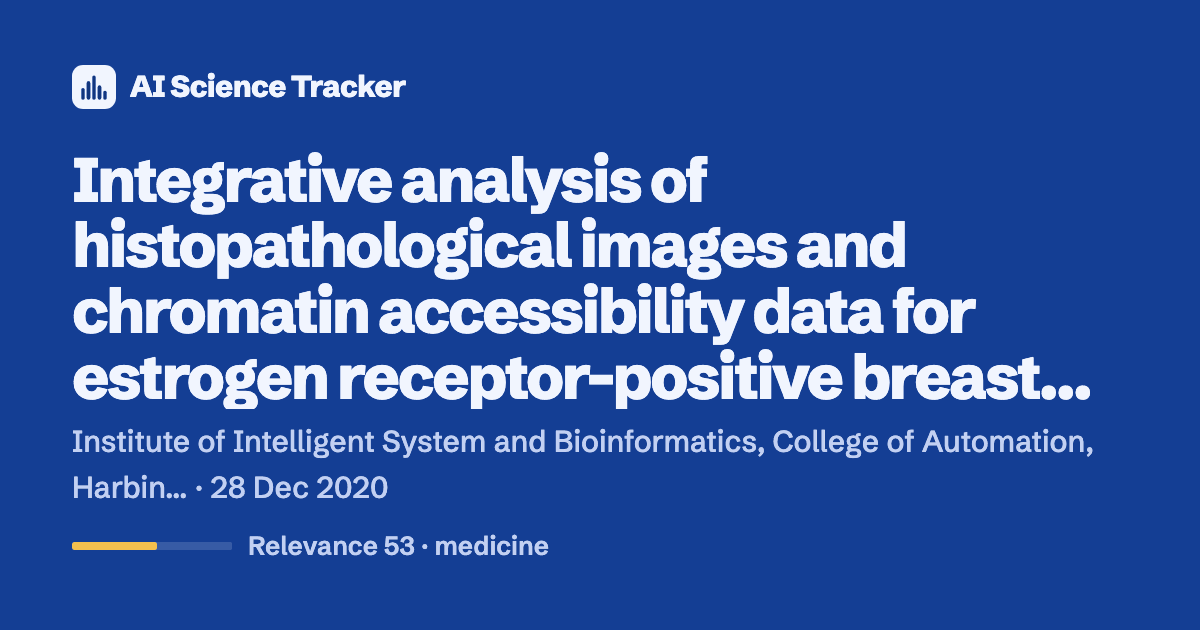 AI Science Tracker
Integrative analysis of
histopathological images and
chromatin accessibility data for
estrogen receptor-positive breast...
Institute of Intelligent System and Bioinformatics, College of Automation,
Harbin... · 28 Dec 2020
Relevance 53 · medicine